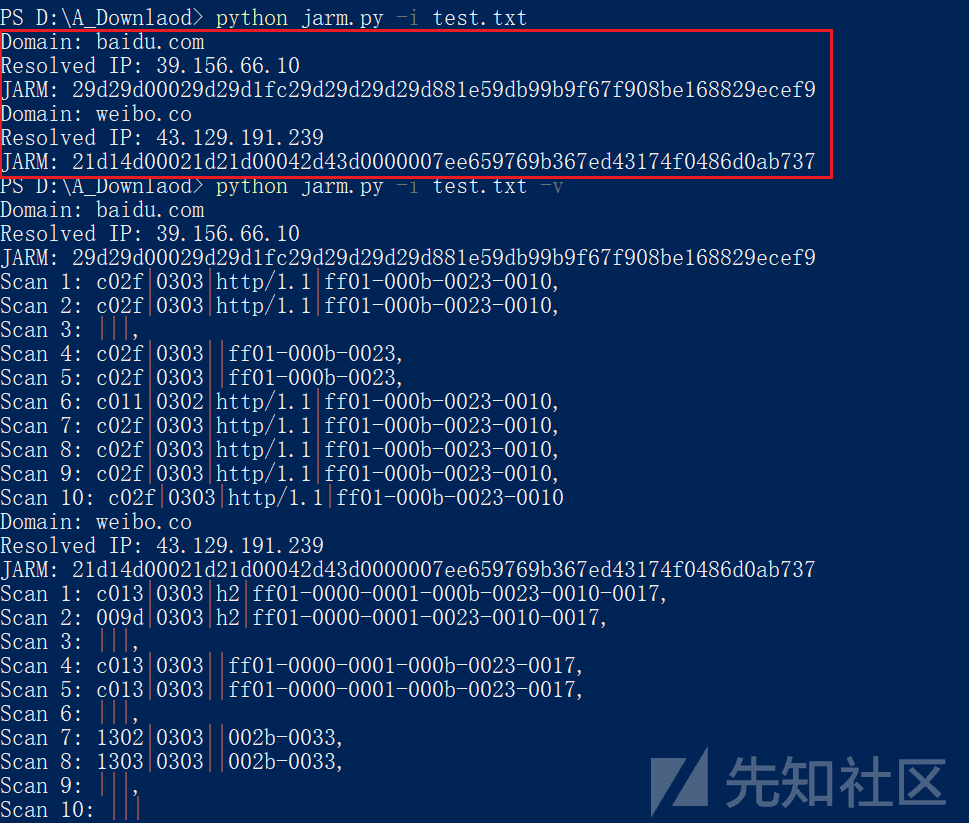 PS D:\A_Downlaod> python jarm.py -i test.txt
Domain: baidu.com
Resolved IP: 39.156.66.10
JARM: 29d29d00029d29d1fc29d29d29d29d881e59db99b9f67f908be168829ecef9
Domain: weibo.co
Resolved IP: 43.129.191.239
JARM: 21d14d00021d21d00042d43d0000007ee659769b367ed43174f0486d0ab737
PS D:\A_Downlaod> python jarm.py -i test.txt -v
Domain: baidu.com
Resolved IP: 39.156.66.10
JARM: 29d29d00029d29d1fc29d29d29d29d881e59db99b9f67f908be168829ecef9
Scan 1: c02f|0303|http/1.1|ff01-000b-0023-0010,
Scan 2: c02f|0303|http/1.1|ff01-000b-0023-0010,
Scan 3: |||,
Scan 4: c02f|0303||ff01-000b-0023,
Scan 5: c02f|0303||ff01-000b-0023,
Scan 6: c011|0302|http/1.1|ff01-000b-0023-0010,
Scan 7: c02f|0303|http/1.1|ff01-000b-0023-0010,
Scan 8: c02f|0303|http/1.1|ff01-000b-0023-0010,
Scan 9: c02f|0303|http/1.1|ff01-000b-0023-0010,
Scan 10: c02f|0303|http/1.1|ff01-000b-0023-0010
Domain: weibo.co
Resolved IP: 43.129.191.239
JARM: 21d14d00021d21d00042d43d0000007ee659769b367ed43174f0486d0ab737
Scan 1: c013|0303|h2|ff01-0000-0001-000b-0023-0010-0017,
Scan 2: 009d|0303|h2|ff01-0000-0001-0023-0010-0017,
Scan 3: |||,
Scan 4: c013|0303||ff01-0000-0001-000b-0023-0017,
Scan 5: c013|0303||ff01-0000-0001-000b-0023-0017,
Scan 6: |||,
Scan 7: 1302|0303||002b-0033,
Scan 8: 1303|0303||002b-0033,
Scan 9: |||,
Scan 10: |||
先知社区